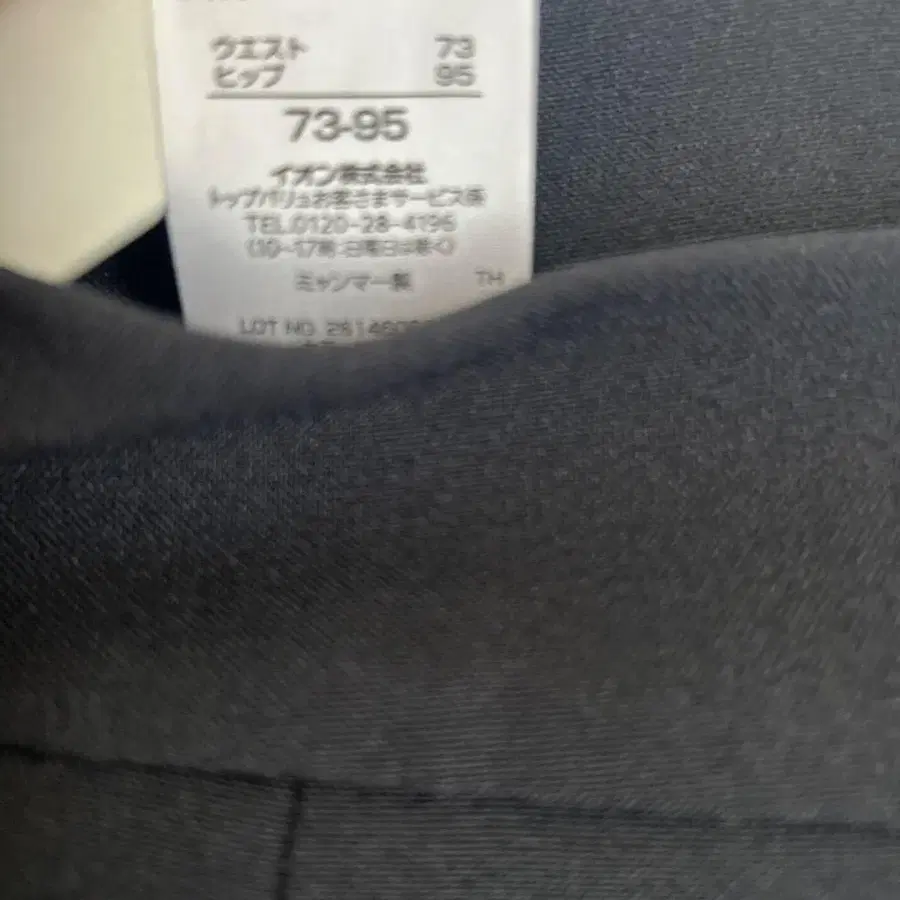 ウエスト 73
ヒップ 95
73-95
イオン株式会社
トップバリュお客さまサービス係
TEL.0120-28-4196
(10~17時:日曜日は除く)
ミャンマー製 TH
LOT NO